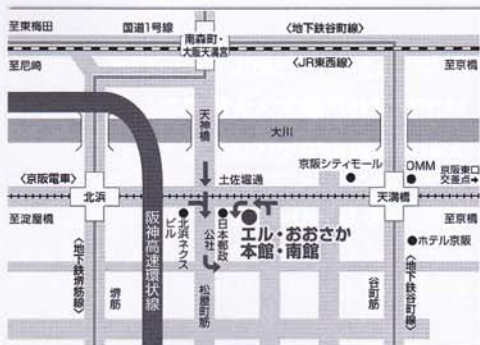 至東梅田
国道1号線
〈地下鉄谷町線〉
南森町・
大阪天満宮
至尼崎
〈JR東西線〉
至京橋
天神橋
大川
京阪シティモール
OMM
京阪東口
交差点➡
〈京阪電車〉
北浜
土佐堀通
天満橋
至淀屋橋
至京橋
阪神高速環状線
北浜ネクス
ビル
日本郵政
公社
エル・おおさか
本館・南館
ホテル京阪
〈地下鉄堺筋線〉
堺筋
松屋町筋
谷町筋
〈地下鉄谷町線〉